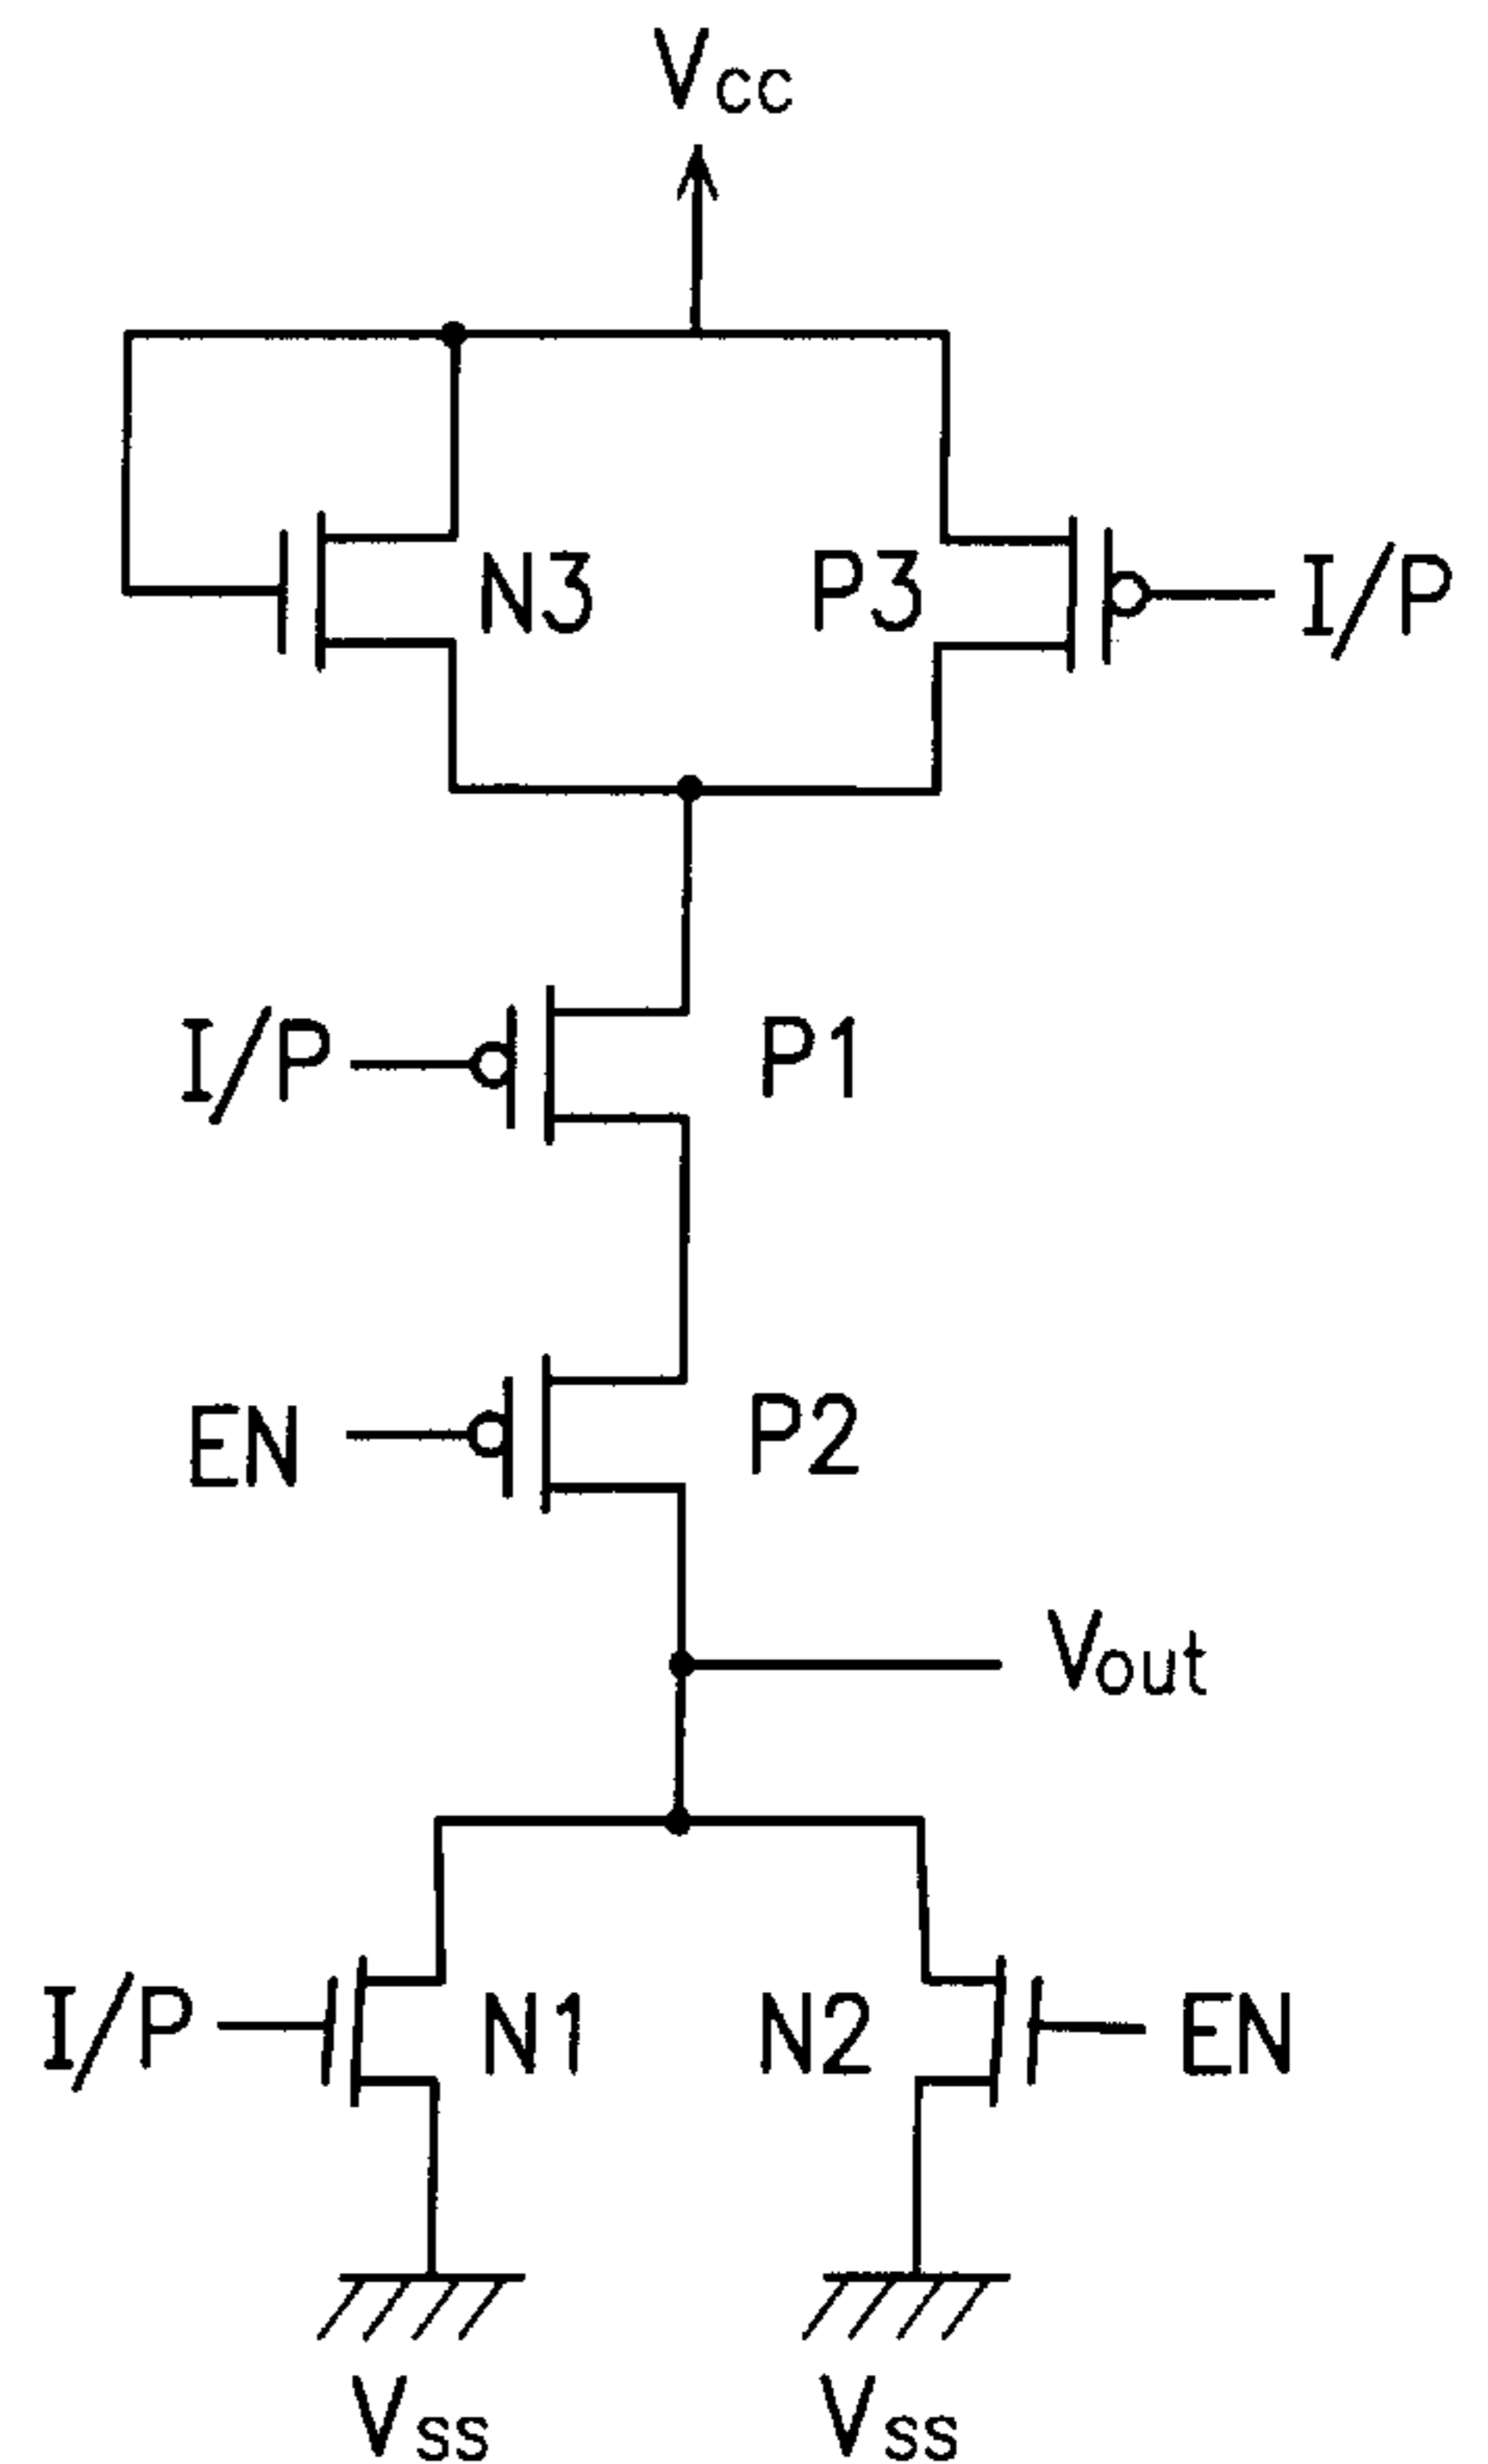 Vcc
N3 P3 I/P
I/P P1
EN P2
Vout
I/P N1 N2 EN
Vss Vss